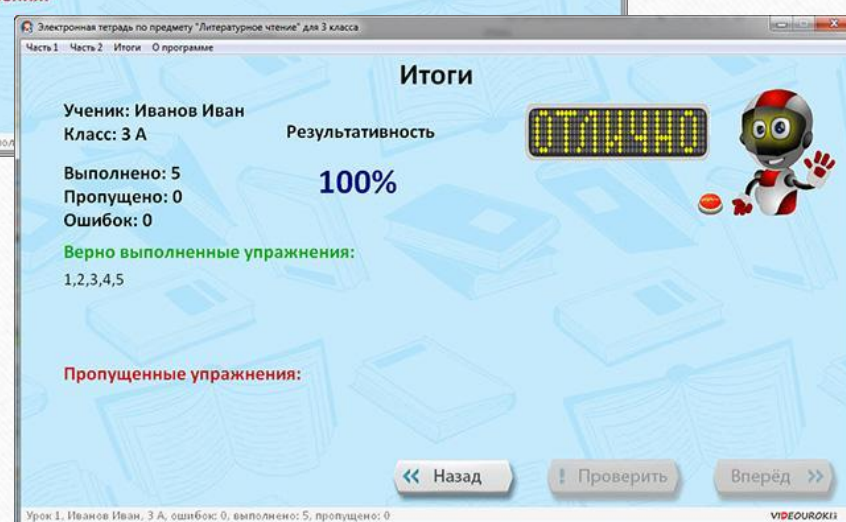 Электронная тетрадь по предмету "Литературное чтение" для 3 класса
Часть 1 Часть 2 Итоги О программе
Итоги
Ученик: Иванов Иван
Класс: 3 А
Результативность
ОТЛИЧНО
Выполнено: 5
100%
Пропущено: 0
Ошибок: 0
Верно выполненные упражнения:
1,2,3,4,5
Пропущенные упражнения:
<< Назад
! Проверить
Вперёд >>
Урок 1, Иванов Иван, 3 А, ошибок: 0, выполнено: 5, пропущено: 0
VIDEOUROKI